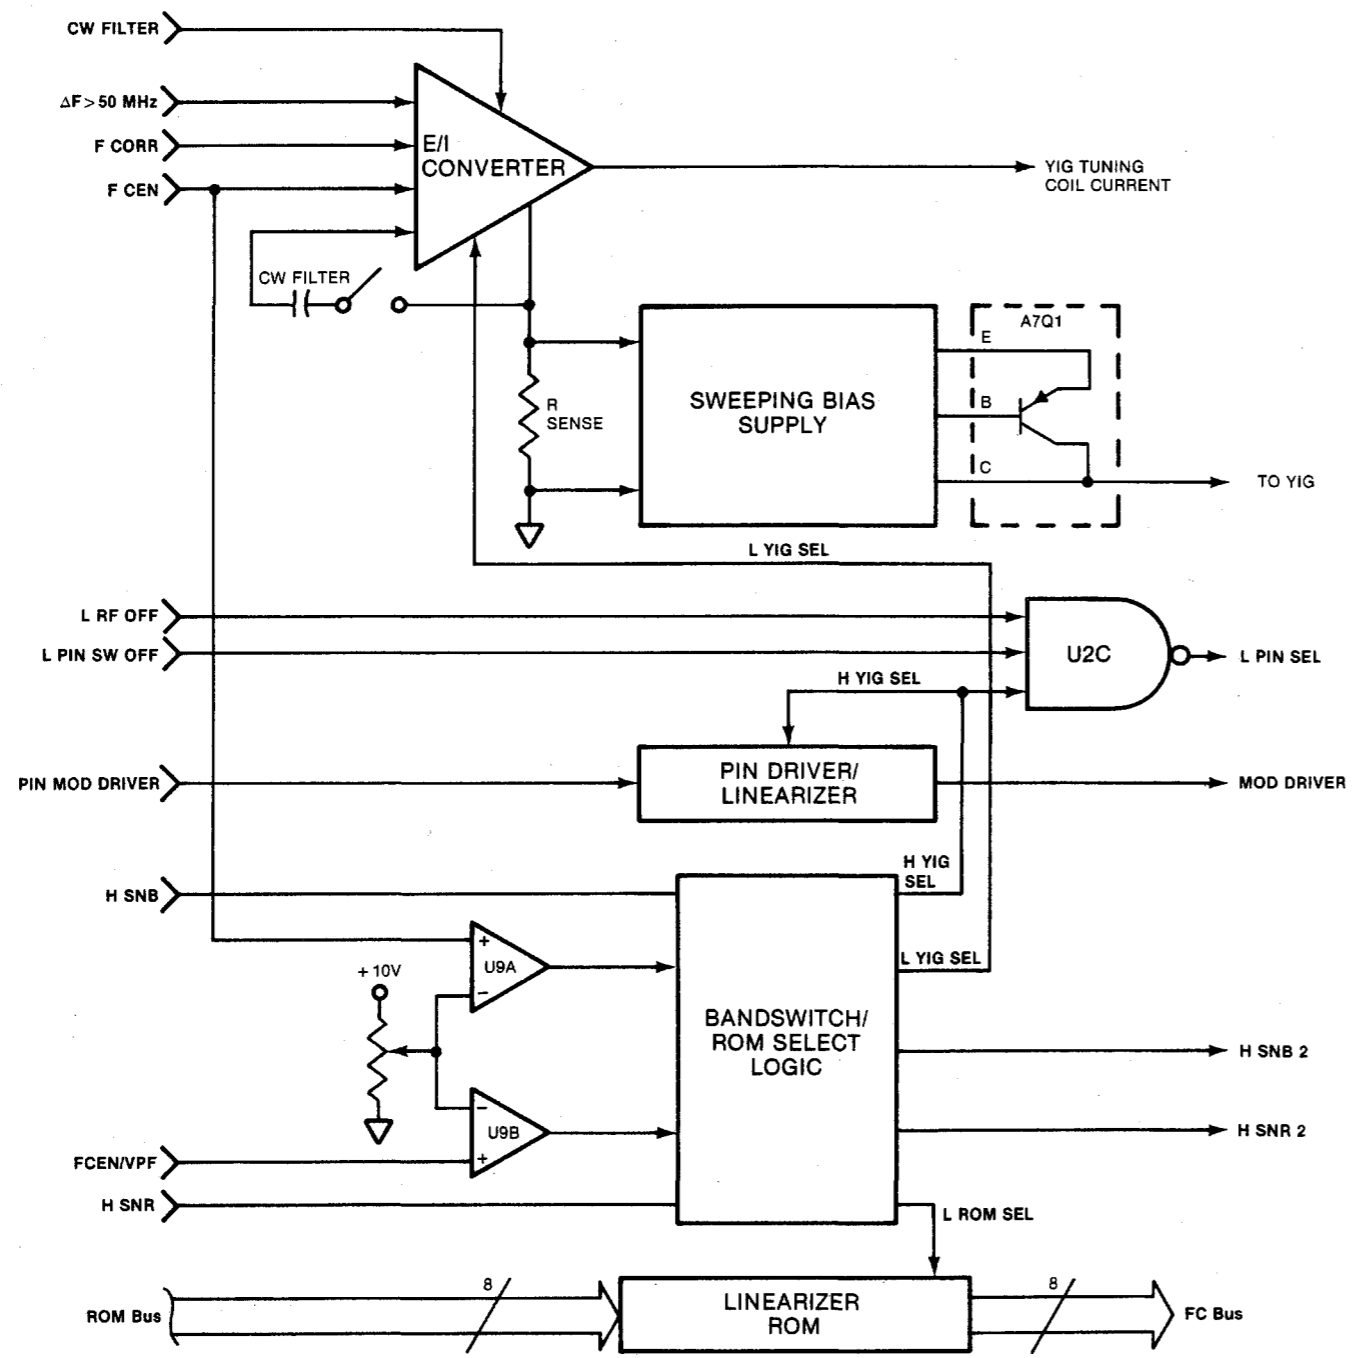 CW FILTER
ΔF>50 MHz
F CORR
F CEN
E/I
CONVERTER
YIG TUNING
COIL CURRENT
CW FILTER
R
SENSE
SWEEPING BIAS
SUPPLY
A7Q1
E
B
C
TO YIG
L YIG SEL
L RF OFF
L PIN SW OFF
U2C
L PIN SEL
H YIG SEL
PIN MOD DRIVER
PIN DRIVER/
LINEARIZER
MOD DRIVER
H SNB
H YIG
SEL
+
U9A
−
L YIG SEL
+ 10V
BANDSWITCH/
ROM SELECT
LOGIC
H SNB 2
−
U9B
+
H SNR 2
FCEN/VPF
H SNR
L ROM SEL
ROM Bus
8
LINEARIZER
ROM
8
FC Bus